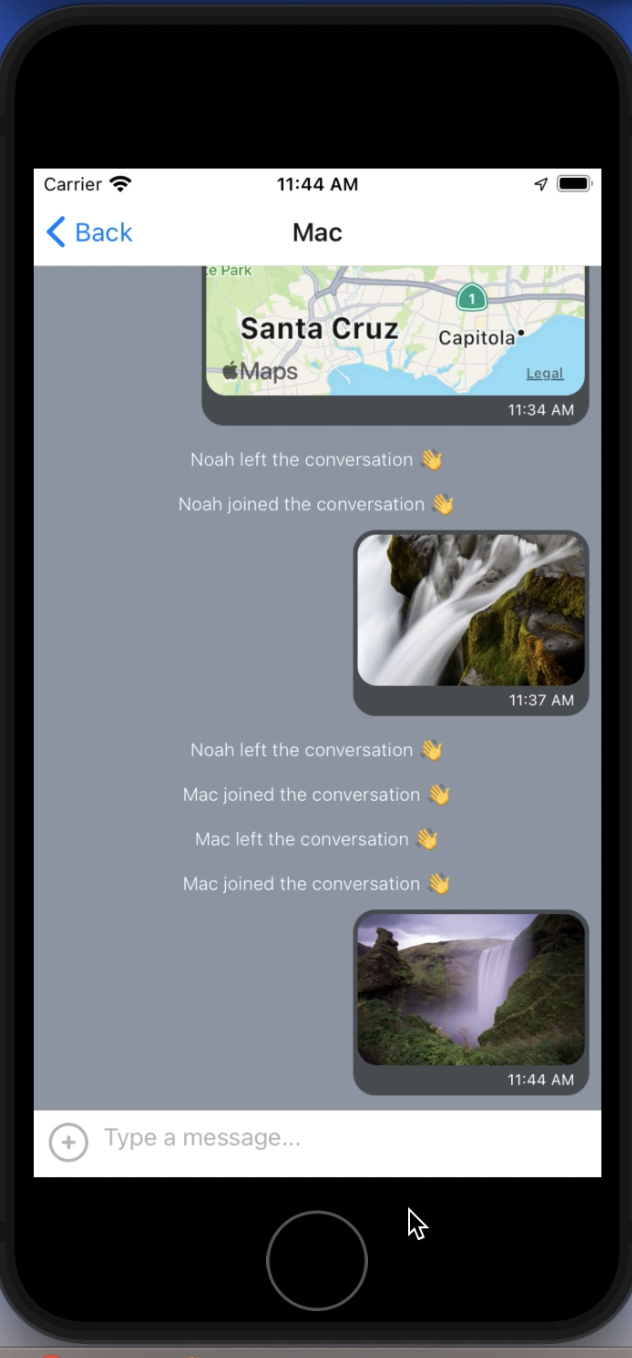 Carrier 11:44 AM
Back Mac
ke Park
1
Santa Cruz
Capitola
Maps Legal
11:34 AM
Noah left the conversation 👋
Noah joined the conversation 👋
11:37 AM
Noah left the conversation 👋
Mac joined the conversation 👋
Mac left the conversation 👋
Mac joined the conversation 👋
11:44 AM
Type a message...